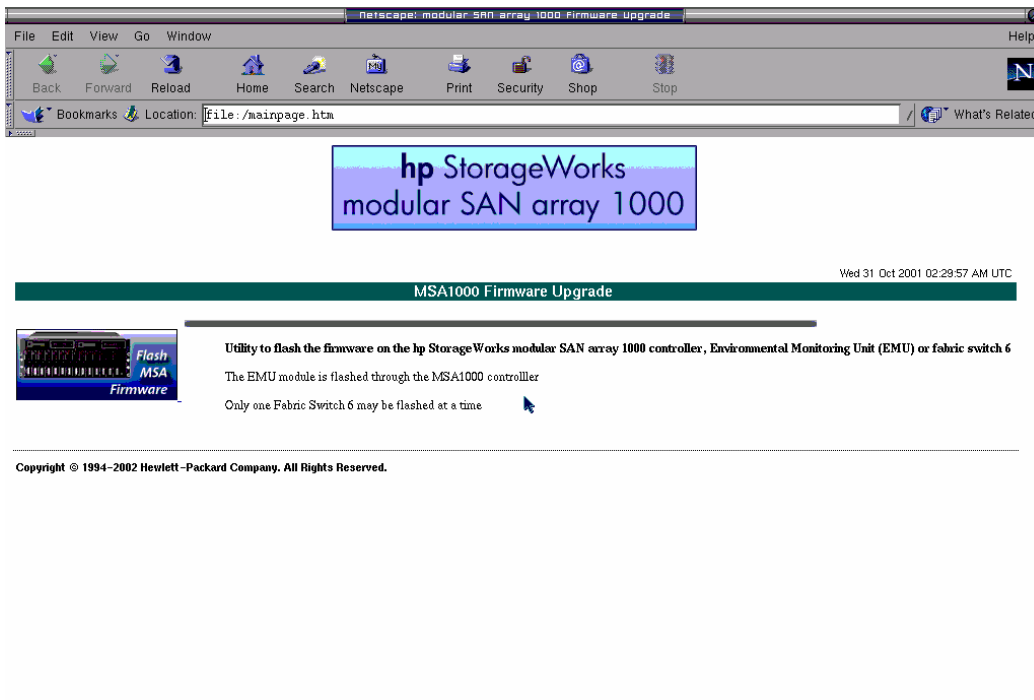 Netscape: modular SAN array 1000 Firmware Upgrade
File Edit View Go Window Help
Back Forward Reload Home Search Netscape Print Security Shop Stop
N
Bookmarks Location: file:/mainpage.htm What's Related
hp StorageWorks
modular SAN array 1000
Wed 31 Oct 2001 02:29:57 AM UTC
MSA1000 Firmware Upgrade
Flash
MSA
Firmware
Utility to flash the firmware on the hp StorageWorks modular SAN array 1000 controller, Environmental Monitoring Unit (EMU) or fabric switch 6
The EMU module is flashed through the MSA1000 controlller
Only one Fabric Switch 6 may be flashed at a time
Copyright © 1994-2002 Hewlett-Packard Company. All Rights Reserved.